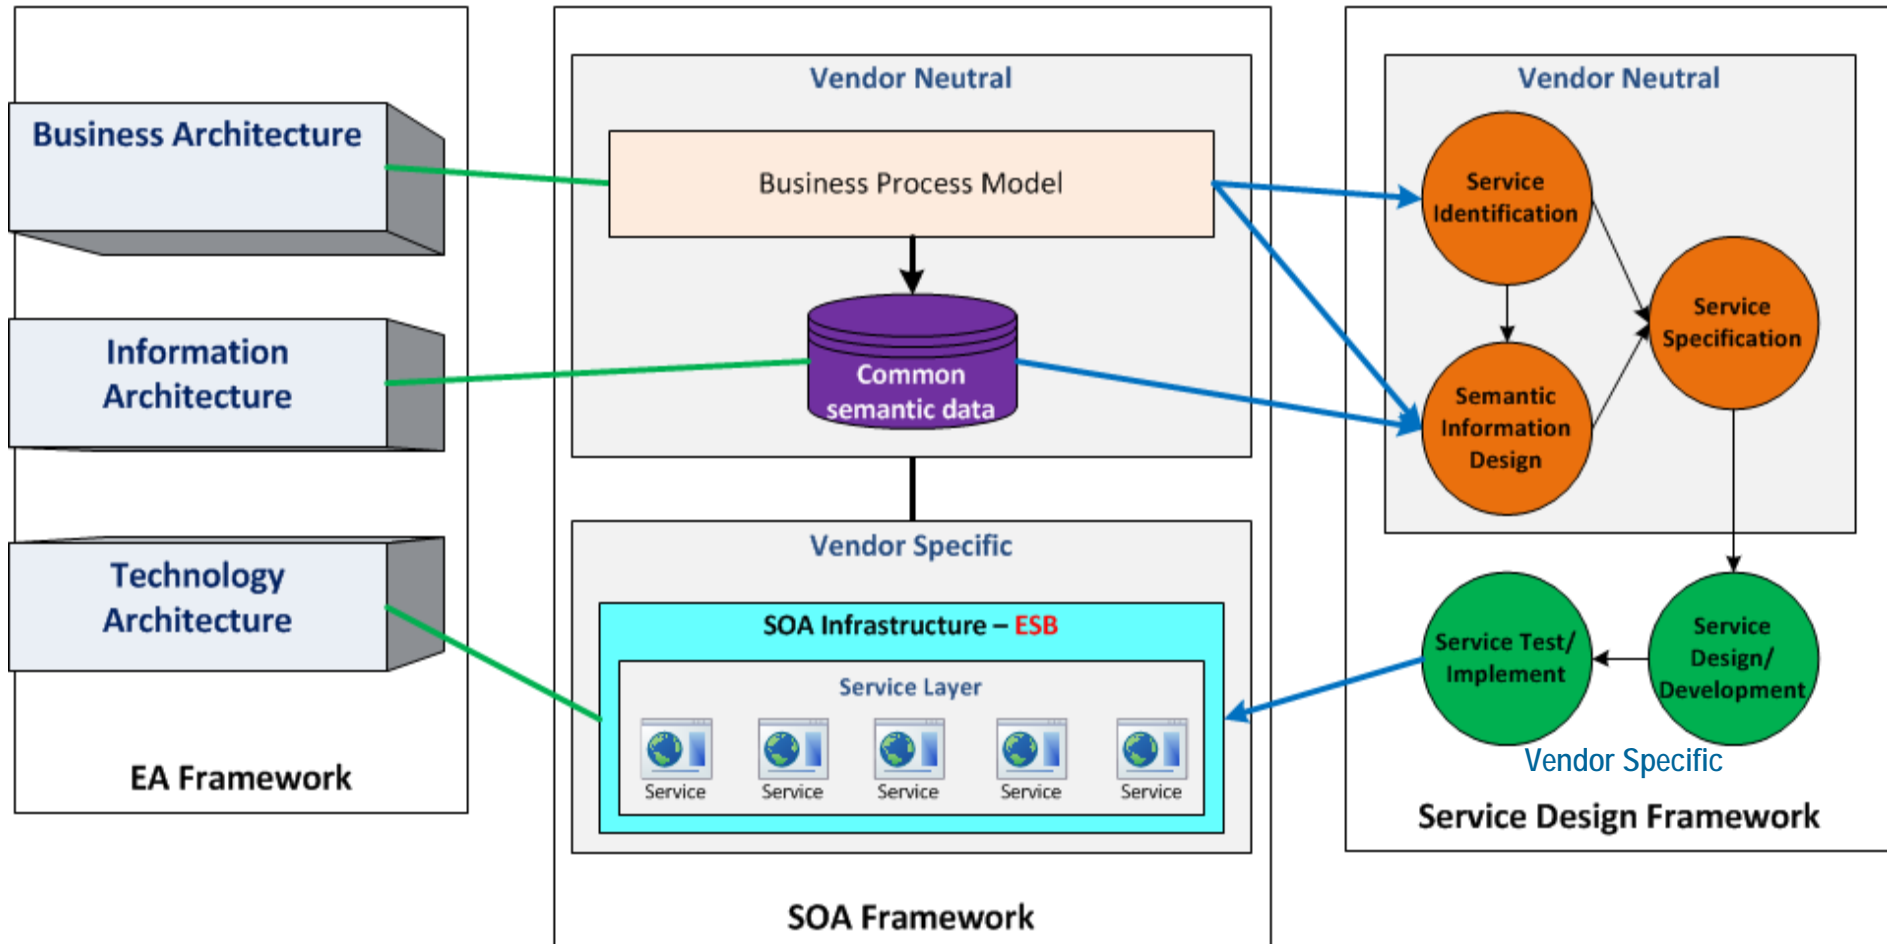 Business Architecture
Information
Architecture
Technology
Architecture
EA Framework
Vendor Neutral
Business Process Model
Common
semantic data
Vendor Specific
SOA Infrastructure – ESB
Service Layer
Service
Service
Service
Service
Service
SOA Framework
Vendor Neutral
Service
Identification
Service
Specification
Semantic
Information
Design
Service Test/
Implement
Service
Design/
Development
Vendor Specific
Service Design Framework